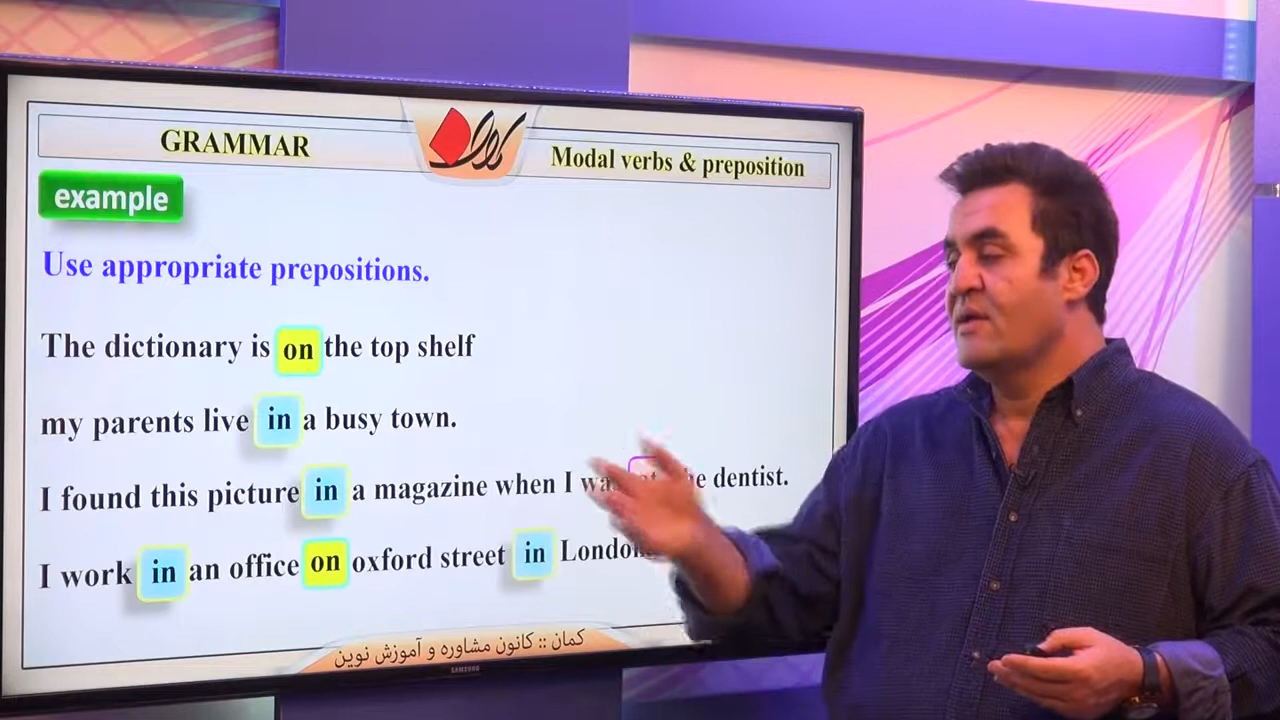 GRAMMAR
کمان
Modal verbs & preposition
example
Use appropriate prepositions.
The dictionary is on the top shelf
my parents live in a busy town.
I found this picture in a magazine when I dentist.
I work in an office on oxford street in
کمان :: کانون مشاوره و آموزش نوین
SAMSUNG